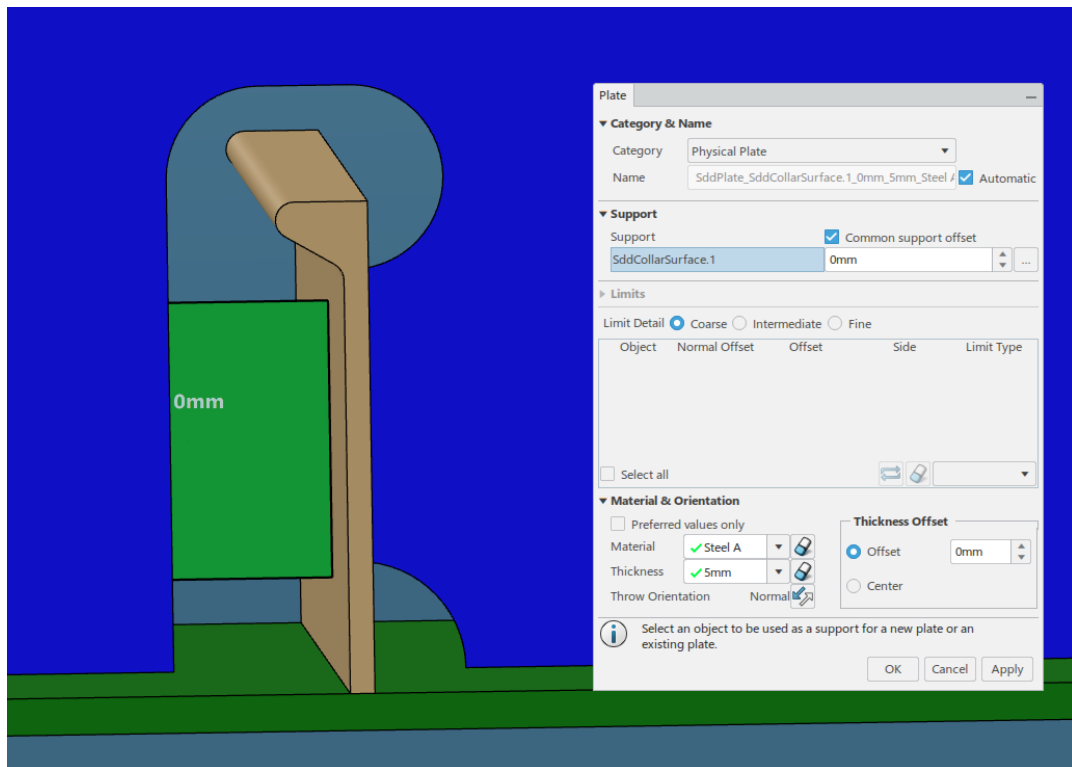 Plate
Category & Name
Category Physical Plate
Name SddPlate_SddCollarSurface.1_0mm_5mm_Steel Automatic
Support
Support Common support offset
SddCollarSurface.1 0mm ...
Limits
Limit Detail Coarse Intermediate Fine
Object Normal Offset Offset Side Limit Type
0mm
Select all
Material & Orientation
Preferred values only
Thickness Offset
Material Steel A
Offset 0mm
Thickness 5mm
Center
Throw Orientation Normal
Select an object to be used as a support for a new plate or an
existing plate.
OK Cancel Apply